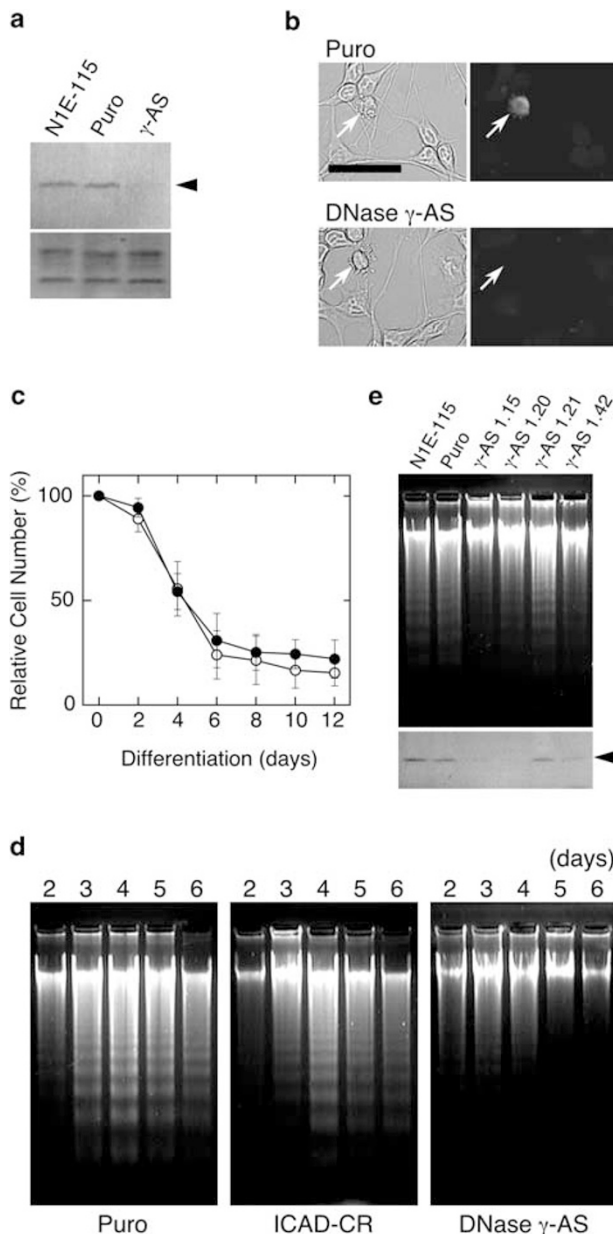 a
N1E-115
Puro
γ-AS
b
Puro
DNase γ-AS
c
Relative Cell Number (%)
100
50
0
0 2 4 6 8 10 12
Differentiation (days)
e
N1E-115
Puro
γ-AS 1.15
γ-AS 1.20
γ-AS 1.21
γ-AS 1.42
d
(days)
2 3 4 5 6
2 3 4 5 6
2 3 4 5 6
Puro
ICAD-CR
DNase γ-AS